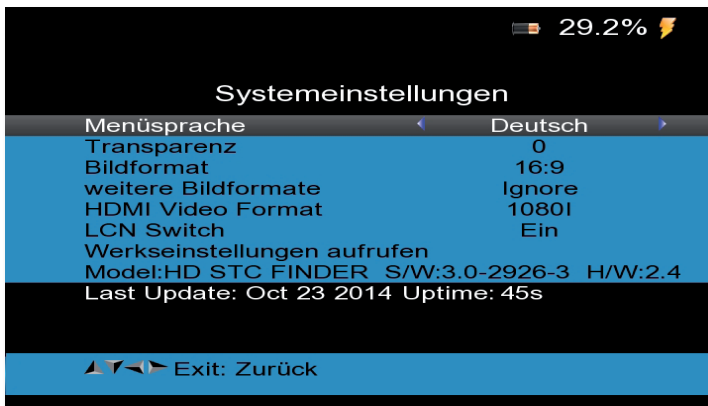 29.2%
Systemeinstellungen
Menüsprache Deutsch
Transparenz 0
Bildformat 16:9
weitere Bildformate Ignore
HDMI Video Format 1080I
LCN Switch Ein
Werkseinstellungen aufrufen
Model:HD STC FINDER S/W:3.0-2926-3 H/W:2.4
Last Update: Oct 23 2014 Uptime: 45s
Exit: Zurück